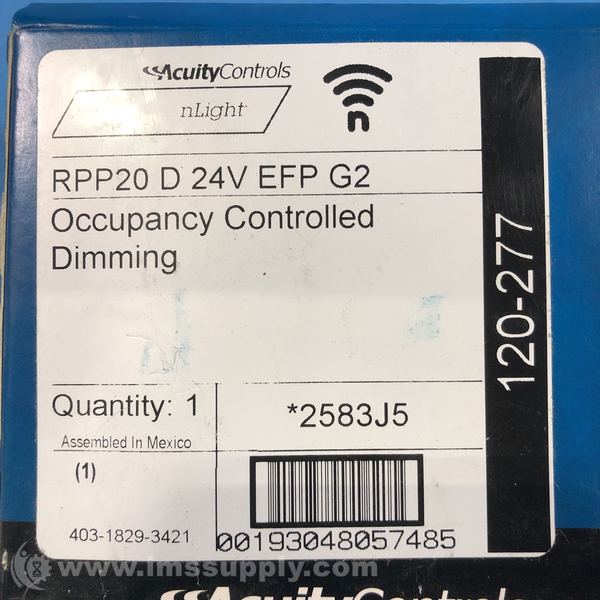 AcuityControls
nLight
n
RPP20 D 24V EFP G2
Occupancy Controlled
Dimming
120-277
Quantity: 1
*2583J5
Assembled In Mexico
(1)
403-1829-3421
00193048057485
www.imssupply.com
AcuityControls